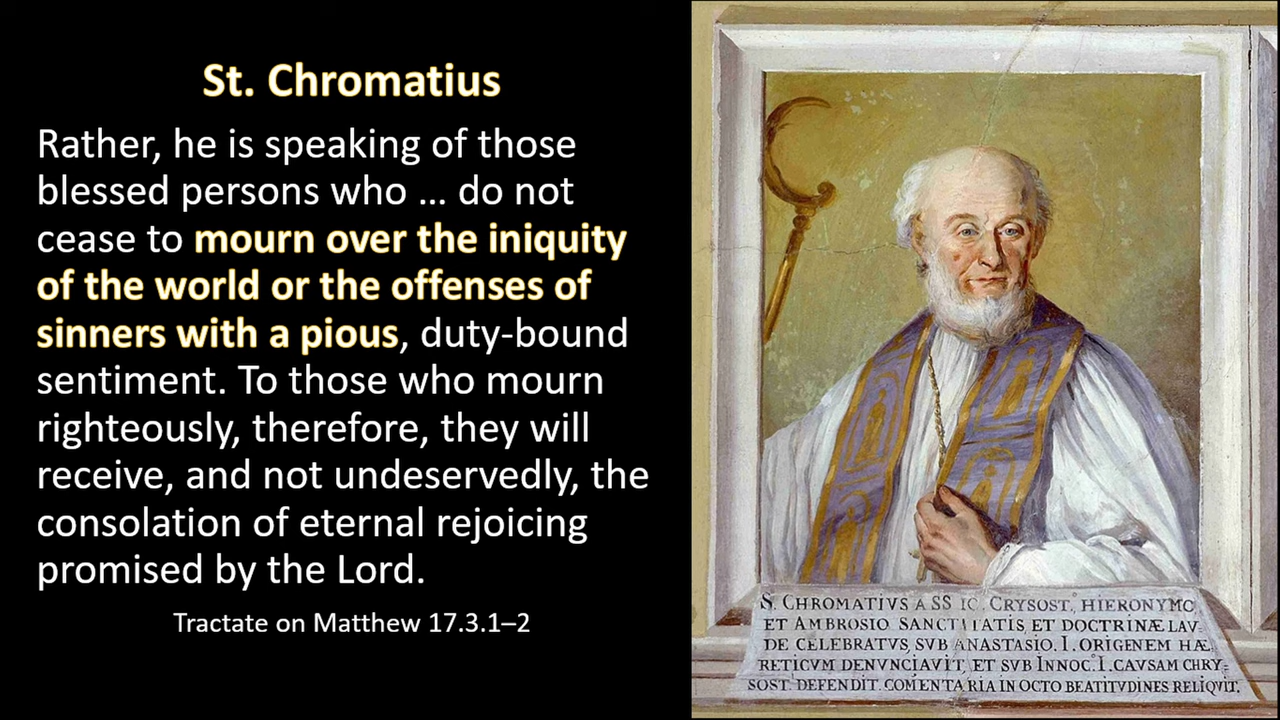 St. Chromatius
Rather, he is speaking of those
blessed persons who … do not
cease to mourn over the iniquity
of the world or the offenses of
sinners with a pious, duty-bound
sentiment. To those who mourn
righteously, therefore, they will
receive, and not undeservedly, the
consolation of eternal rejoicing
promised by the Lord.
Tractate on Matthew 17.3.1–2
S. CHROMATIVS A SS CRYSOST. HIERONYMO
ET AMBROSIO ET DOCTRINÆ LAV-
DE CELEBRATVS, SVB ANASTASIO. I. ORIGENEM HÆ
RETICVM DENVNCIAVIT, ET SVB INNOC. I. CAVSAM CHRY-
SOST. DEFENDIT. COMENTARIA IN OCTO BEATITVDINES RELIQVIT.